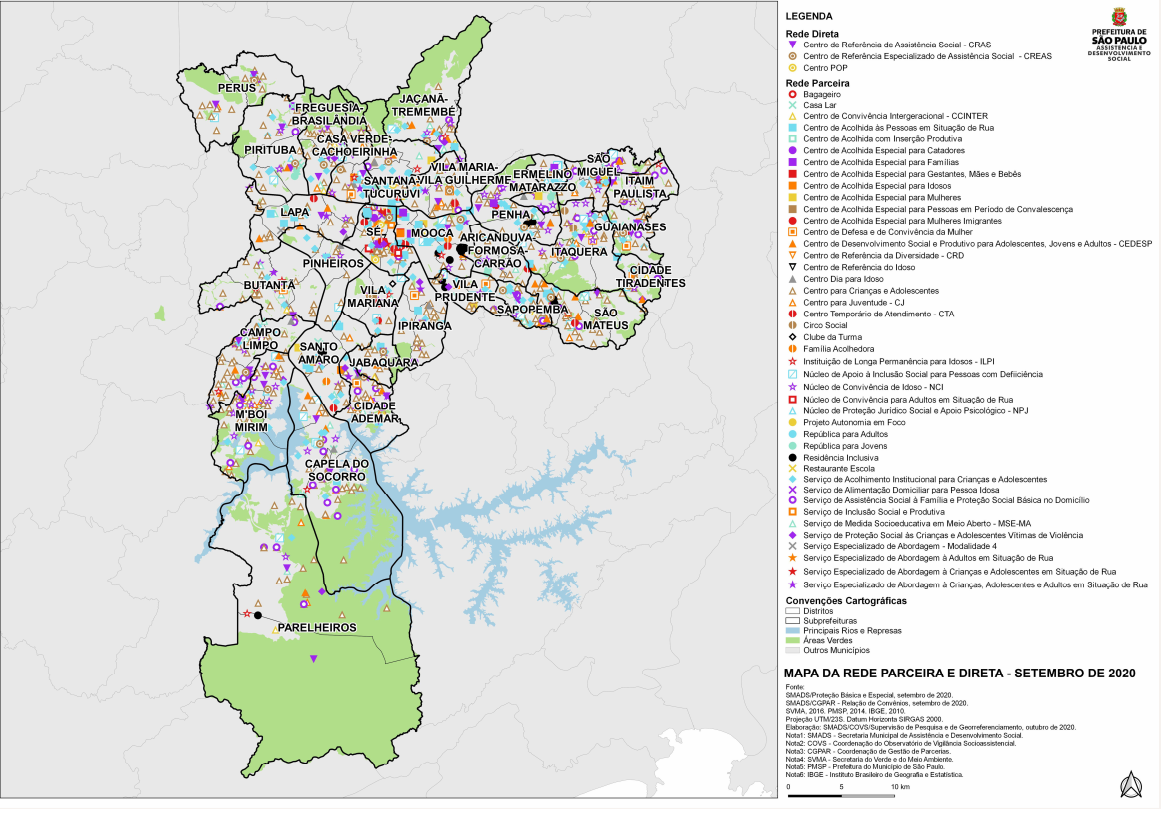 PERUS
FREGUESIA-
BRASILÂNDIA
JAÇANÃ-
TREMEMBÉ
PIRITUBA
CASA VERDE-
CACHOEIRINHA
SANTANA-
TUCURUVI
VILA MARIA-
VILA GUILHERME
ERMELINO
MATARAZZO
SÃO
MIGUEL
ITAIM
PAULISTA
LAPA
SÉ
MOOCA
PENHA
ARICANDUVA-
FORMOSA-
CARRÃO
GUAIANASES
ITAQUERA
CIDADE
TIRADENTES
PINHEIROS
BUTANTÃ
VILA
MARIANA
VILA
PRUDENTE
IPIRANGA
SAPOPEMBA
SÃO
MATEUS
CAMPO
LIMPO
SANTO
AMARO
JABAQUARA
CIDADE
ADEMAR
M'BOI
MIRIM
CAPELA DO
SOCORRO
PARELHEIROS
LEGENDA
PREFEITURA DE
SÃO PAULO
ASSISTÊNCIA E
DESENVOLVIMENTO
SOCIAL
Rede Direta
Centro de Referência de Assistência Social - CRAS
Centro de Referência Especializado de Assistência Social - CREAS
Centro POP
Rede Parceira
Bagageiro
Casa Lar
Centro de Convivência Intergeracional - CCINTER
Centro de Acolhida às Pessoas em Situação de Rua
Centro de Acolhida com Inserção Produtiva
Centro de Acolhida Especial para Catadores
Centro de Acolhida Especial para Famílias
Centro de Acolhida Especial para Gestantes, Mães e Bebês
Centro de Acolhida Especial para Idosos
Centro de Acolhida Especial para Mulheres
Centro de Acolhida Especial para Pessoas em Período de Convalescença
Centro de Acolhida Especial para Mulheres Imigrantes
Centro de Defesa e de Convivência da Mulher
Centro de Desenvolvimento Social e Produtivo para Adolescentes, Jovens e Adultos - CEDESP
Centro de Referência da Diversidade - CRD
Centro de Referência do Idoso
Centro Dia para Idoso
Centro para Crianças e Adolescentes
Centro para Juventude - CJ
Centro Temporário de Atendimento - CTA
Circo Social
Clube da Turma
Família Acolhedora
Instituição de Longa Permanência para Idosos - ILPI
Núcleo de Apoio à Inclusão Social para Pessoas com Defiiciência
Núcleo de Convivência de Idoso - NCI
Núcleo de Convivência para Adultos em Situação de Rua
Núcleo de Proteção Jurídico Social e Apoio Psicológico - NPJ
Projeto Autonomia em Foco
República para Adultos
República para Jovens
Residência Inclusiva
Restaurante Escola
Serviço de Acolhimento Institucional para Crianças e Adolescentes
Serviço de Alimentação Domiciliar para Pessoa Idosa
Serviço de Assistência Social à Família e Proteção Social Básica no Domicílio
Serviço de Inclusão Social e Produtiva
Serviço de Medida Socioeducativa em Meio Aberto - MSE-MA
Serviço de Proteção Social ás Crianças e Adolescentes Vítimas de Violência
Serviço Especializado de Abordagem - Modalidade 4
Serviço Especializado de Abordagem à Adultos em Situação de Rua
Serviço Especializado de Abordagem à Crianças e Adolescentes em Situação de Rua
Serviço Especializado de Abordagem à Crianças, Adolescentes e Adultos em Situação de Rua
Convenções Cartográficas
Distritos
Subprefeituras
Principais Rios e Represas
Áreas Verdes
Outros Municípios
MAPA DA REDE PARCEIRA E DIRETA - SETEMBRO DE 2020
Fonte:
SMADS/Proteção Básica e Especial, setembro de 2020.
SMADS/CGPAR - Relação de Convênios, setembro de 2020.
SVMA, 2016. PMSP, 2014. IBGE, 2010.
Projeção UTM/23S. Datum Horizonta SIRGAS 2000.
Elaboração: SMADS/COVS/Supervisão de Pesquisa e de Georreferenciamento, outubro de 2020.
Nota1: SMADS - Secretaria Municipal de Assistência e Desenvolvimento Social.
Nota2: COVS - Coordenação do Observatório de Vigilância Socioassistencial.
Nota3: CGPAR - Coordenação de Gestão de Parcerias.
Nota4: SVMA - Secretaria do Verde e do Meio Ambiente.
Nota5: PMSP - Prefeitura do Município de São Paulo.
Nota6: IBGE - Instituto Brasileiro de Geografia e Estatística.
0 5 10 km